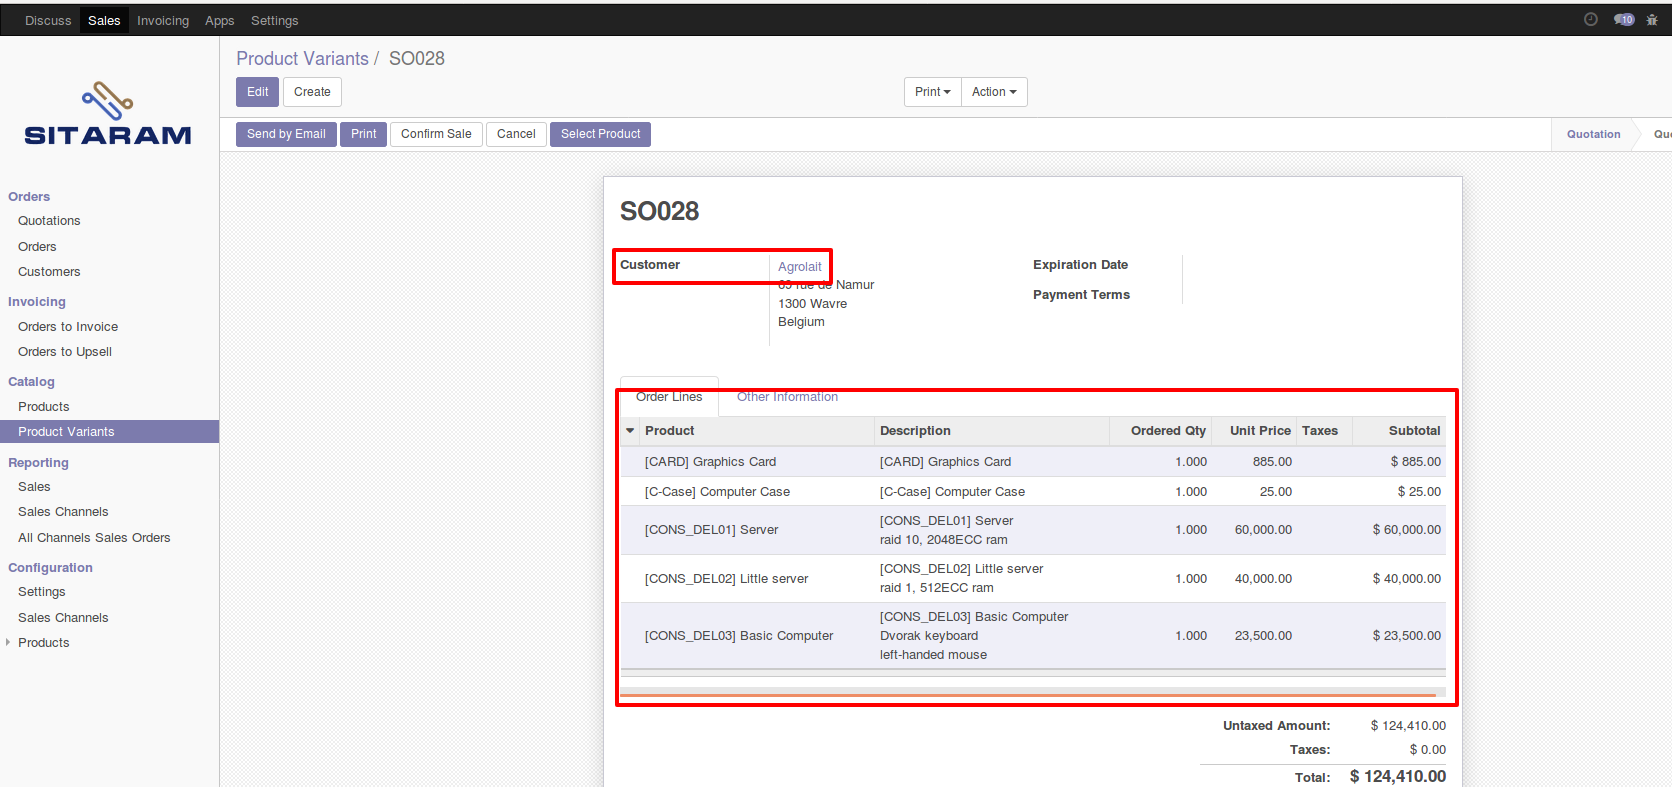 Discuss Sales Invoicing Apps Settings
10
SITARAM
Orders
Quotations
Orders
Customers
Invoicing
Orders to Invoice
Orders to Upsell
Catalog
Products
Product Variants
Reporting
Sales
Sales Channels
All Channels Sales Orders
Configuration
Settings
Sales Channels
Products
Product Variants / SO028
Edit Create Print Action
Send by Email Print Confirm Sale Cancel Select Product Quotation
SO028
Customer Agrolait
69 rue de Namur
1300 Wavre
Belgium
Expiration Date
Payment Terms
Order Lines Other Information
Product Description Ordered Qty Unit Price Taxes Subtotal
[CARD] Graphics Card [CARD] Graphics Card 1.000 885.00 $ 885.00
[C-Case] Computer Case [C-Case] Computer Case 1.000 25.00 $ 25.00
[CONS_DEL01] Server [CONS_DEL01] Server
raid 10, 2048ECC ram 1.000 60,000.00 $ 60,000.00
[CONS_DEL02] Little server [CONS_DEL02] Little server
raid 1, 512ECC ram 1.000 40,000.00 $ 40,000.00
[CONS_DEL03] Basic Computer [CONS_DEL03] Basic Computer
Dvorak keyboard 1.000 23,500.00 $ 23,500.00
left-handed mouse
Untaxed Amount: $ 124,410.00
Taxes: $ 0.00
Total: $ 124,410.00